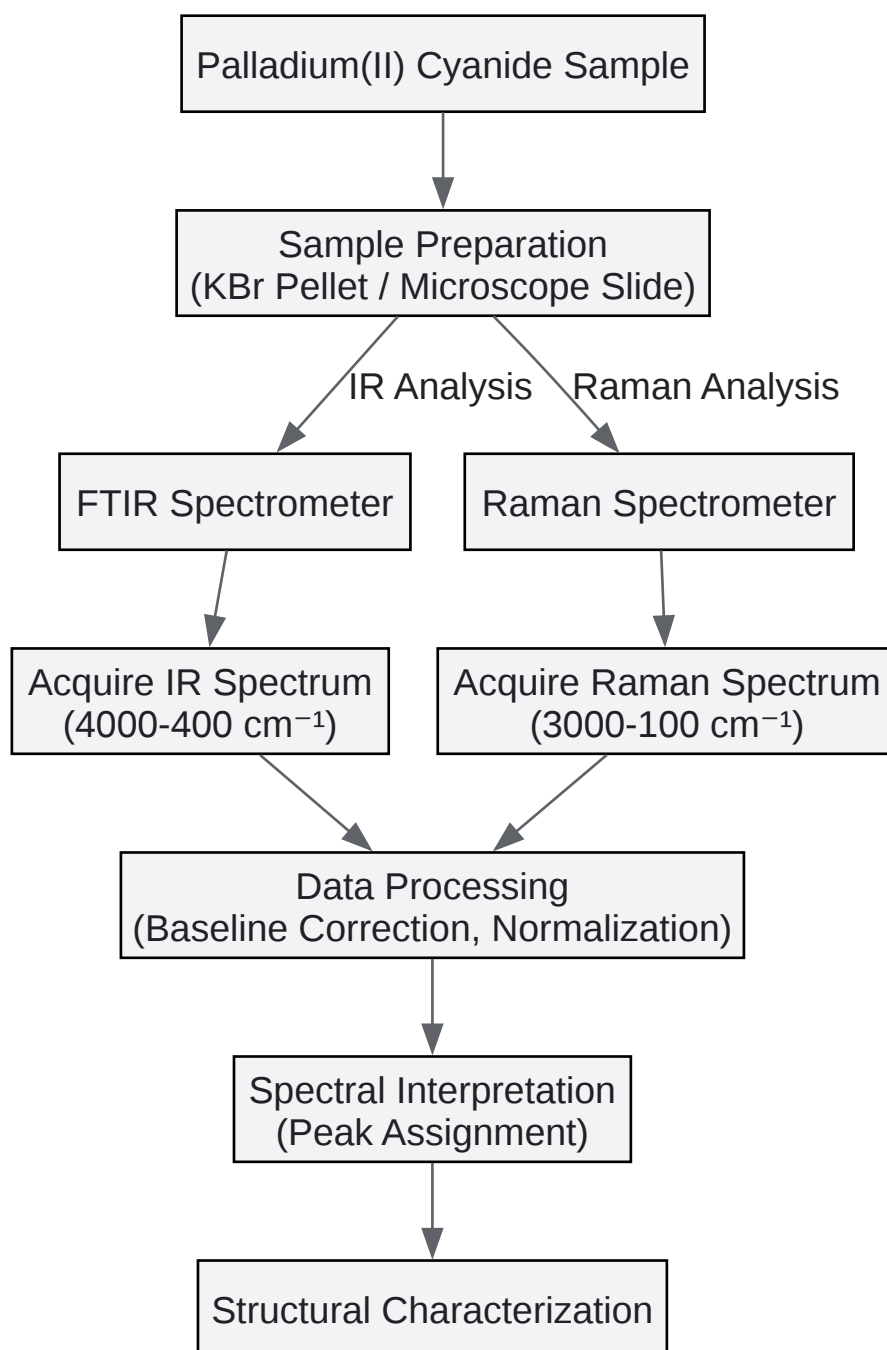 Palladium(II) Cyanide Sample
Sample Preparation
(KBr Pellet / Microscope Slide)
IR Analysis
Raman Analysis
FTIR Spectrometer
Raman Spectrometer
Acquire IR Spectrum
(4000-400 cm⁻¹)
Acquire Raman Spectrum
(3000-100 cm⁻¹)
Data Processing
(Baseline Correction, Normalization)
Spectral Interpretation
(Peak Assignment)
Structural Characterization